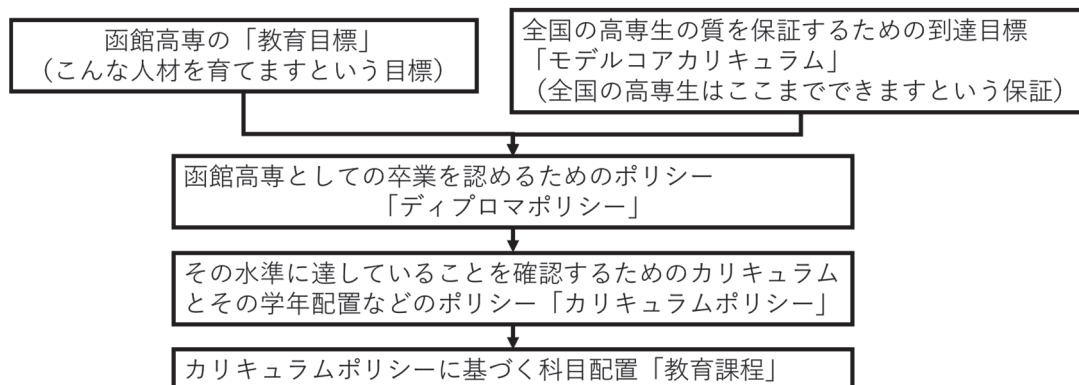 函館高専の「教育目標」
（こんな人材を育てますという目標）
全国の高専生の質を保証するための到達目標
「モデルコアカリキュラム」
（全国の高専生はここまでできますという保証）
函館高専としての卒業を認めるためのポリシー
「ディプロマポリシー」
その水準に達していることを確認するためのカリキュラム
とその学年配置などのポリシー「カリキュラムポリシー」
カリキュラムポリシーに基づく科目配置「教育課程」